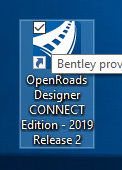 Bentley prov
OpenRoads
Designer
CONNECT
Edition - 2019
Release 2